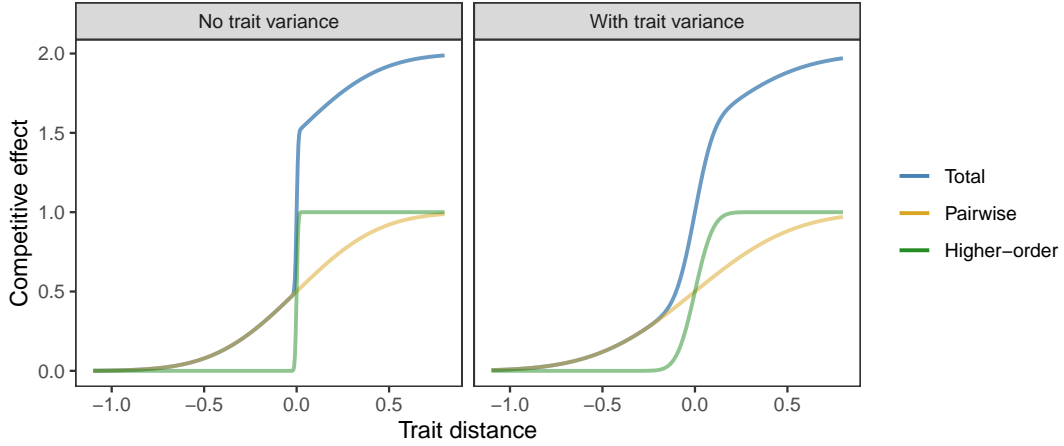 No trait variance
With trait variance
2.0
1.5
1.0
0.5
0.0
Competitive effect
−1.0 −0.5 0.0 0.5
−1.0 −0.5 0.0 0.5
Trait distance
Total
Pairwise
Higher−order